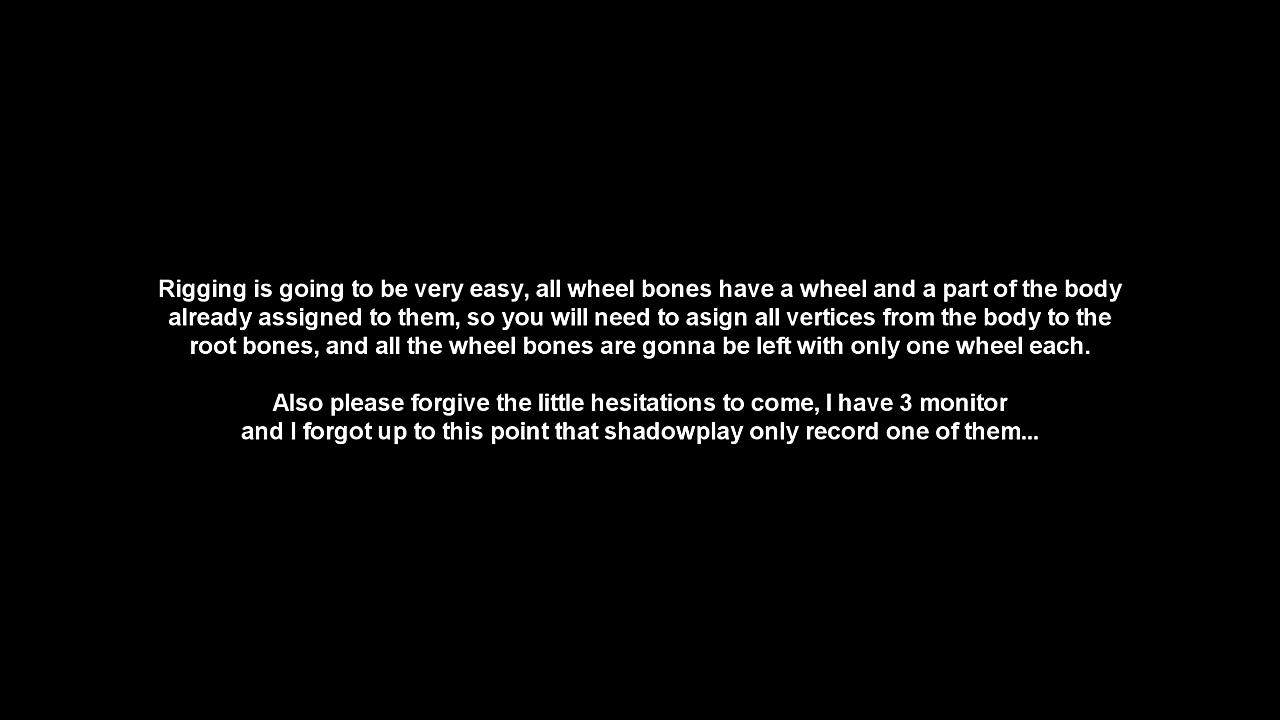 Rigging is going to be very easy, all wheel bones have a wheel and a part of the body
already assigned to them, so you will need to asign all vertices from the body to the
root bones, and all the wheel bones are gonna be left with only one wheel each.
Also please forgive the little hesitations to come, I have 3 monitor
and I forgot up to this point that shadowplay only record one of them...